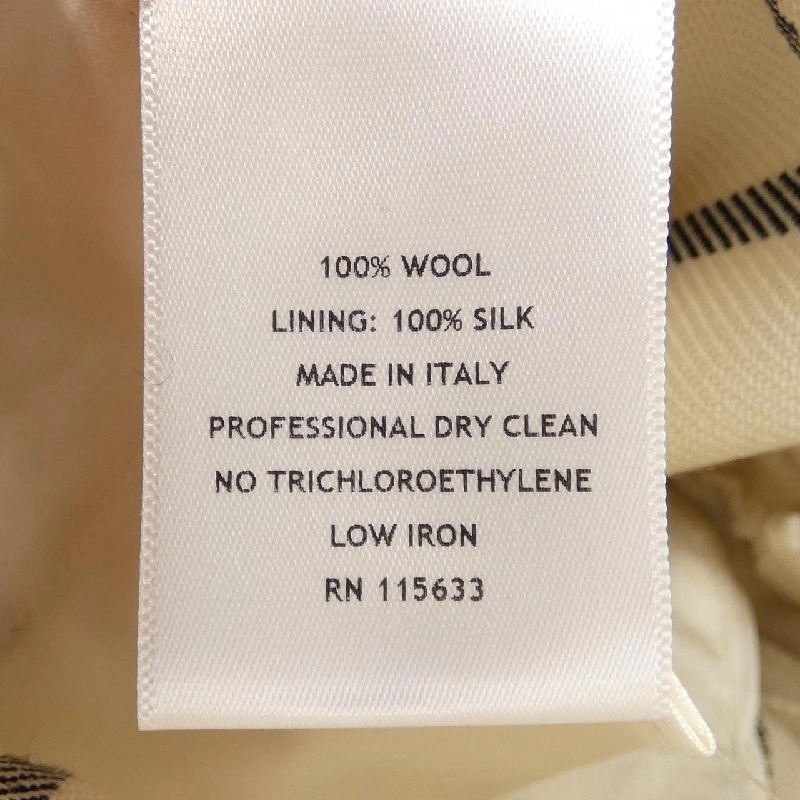 100% WOOL
LINING: 100% SILK
MADE IN ITALY
PROFESSIONAL DRY CLEAN
NO TRICHLOROETHYLENE
LOW IRON
RN 115633